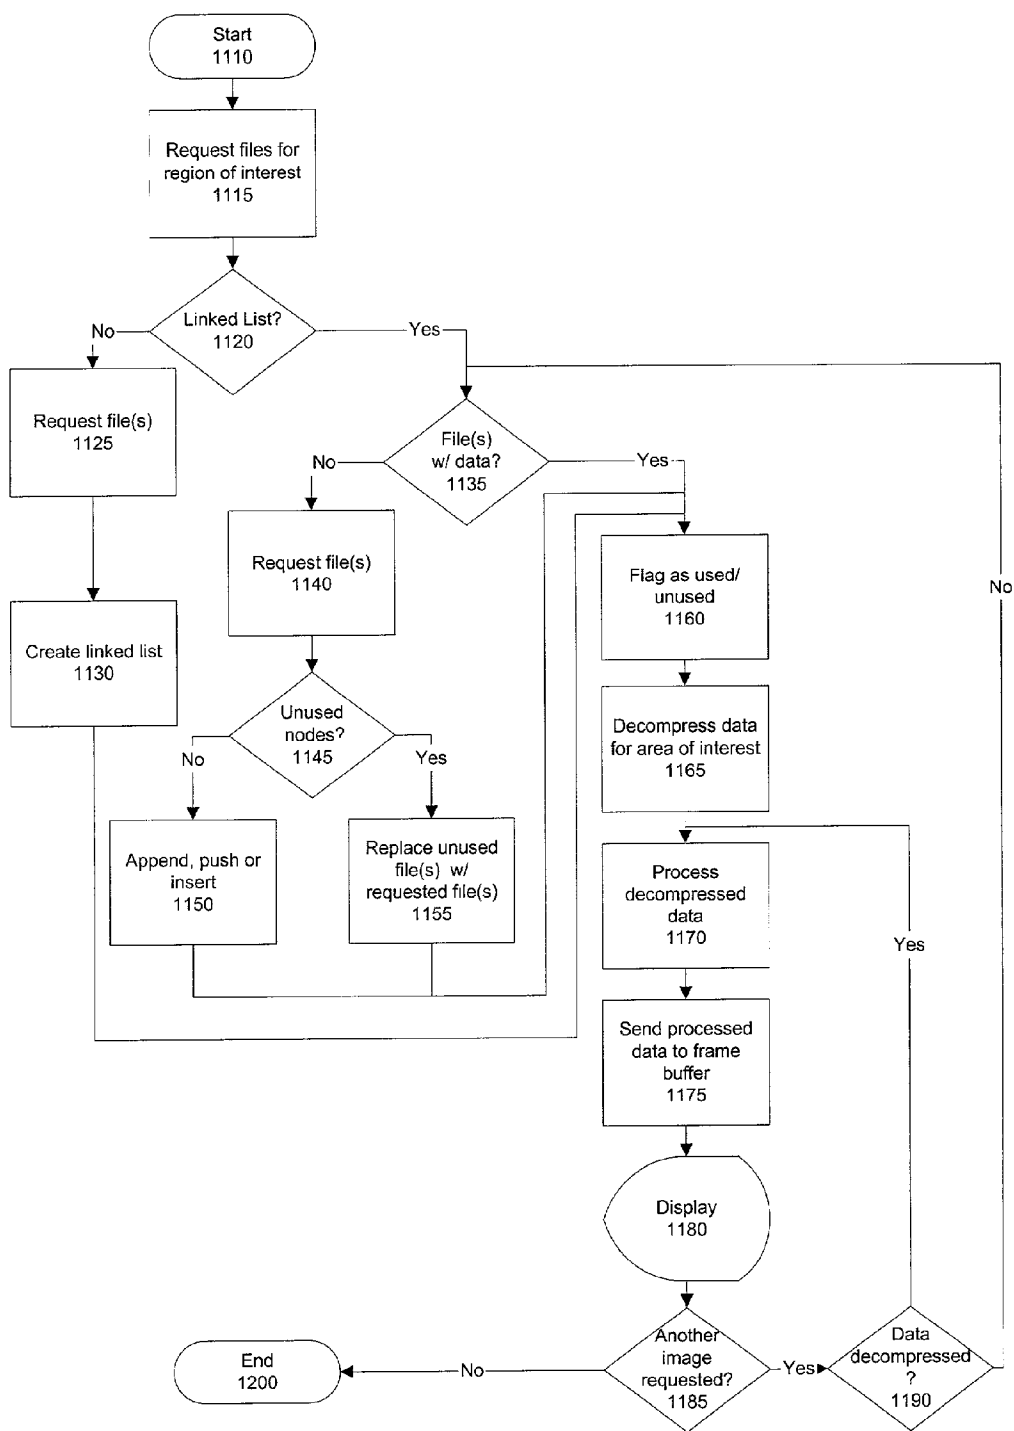 Start
1110
Request files for
region of interest
1115
Linked List?
1120
No
Yes
Request file(s)
1125
File(s)
w/ data?
1135
No
Yes
Request file(s)
1140
Flag as used/
unused
1160
No
Create linked list
1130
Unused
nodes?
1145
No
Yes
Decompress data
for area of interest
1165
Append, push or
insert
1150
Replace unused
file(s) w/
requested file(s)
1155
Process
decompressed
data
1170
Yes
Send processed
data to frame
buffer
1175
Display
1180
Another
image
requested?
1185
Yes
Data
decompressed
?
1190
No
End
1200